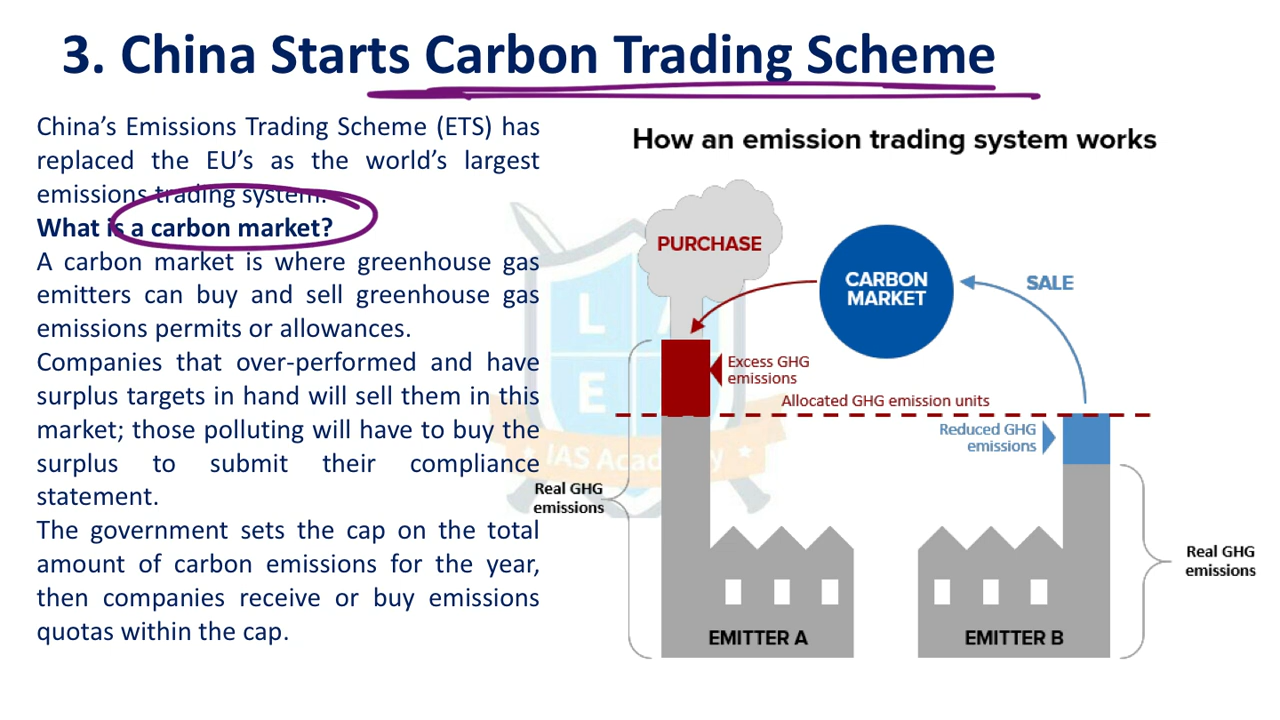 3. China Starts Carbon Trading Scheme
China’s Emissions Trading Scheme (ETS) has
replaced the EU’s as the world’s largest
emissions trading system.
What is a carbon market?
A carbon market is where greenhouse gas
emitters can buy and sell greenhouse gas
emissions permits or allowances.
Companies that over-performed and have
surplus targets in hand will sell them in this
market; those polluting will have to buy the
surplus to submit their compliance
statement.
The government sets the cap on the total
amount of carbon emissions for the year,
then companies receive or buy emissions
quotas within the cap.
How an emission trading system works
PURCHASE
CARBON
MARKET
SALE
Excess GHG
emissions
Allocated GHG emission units
Reduced GHG
emissions
Real GHG
emissions
Real GHG
emissions
EMITTER A
EMITTER B
L
E
IAS Academy